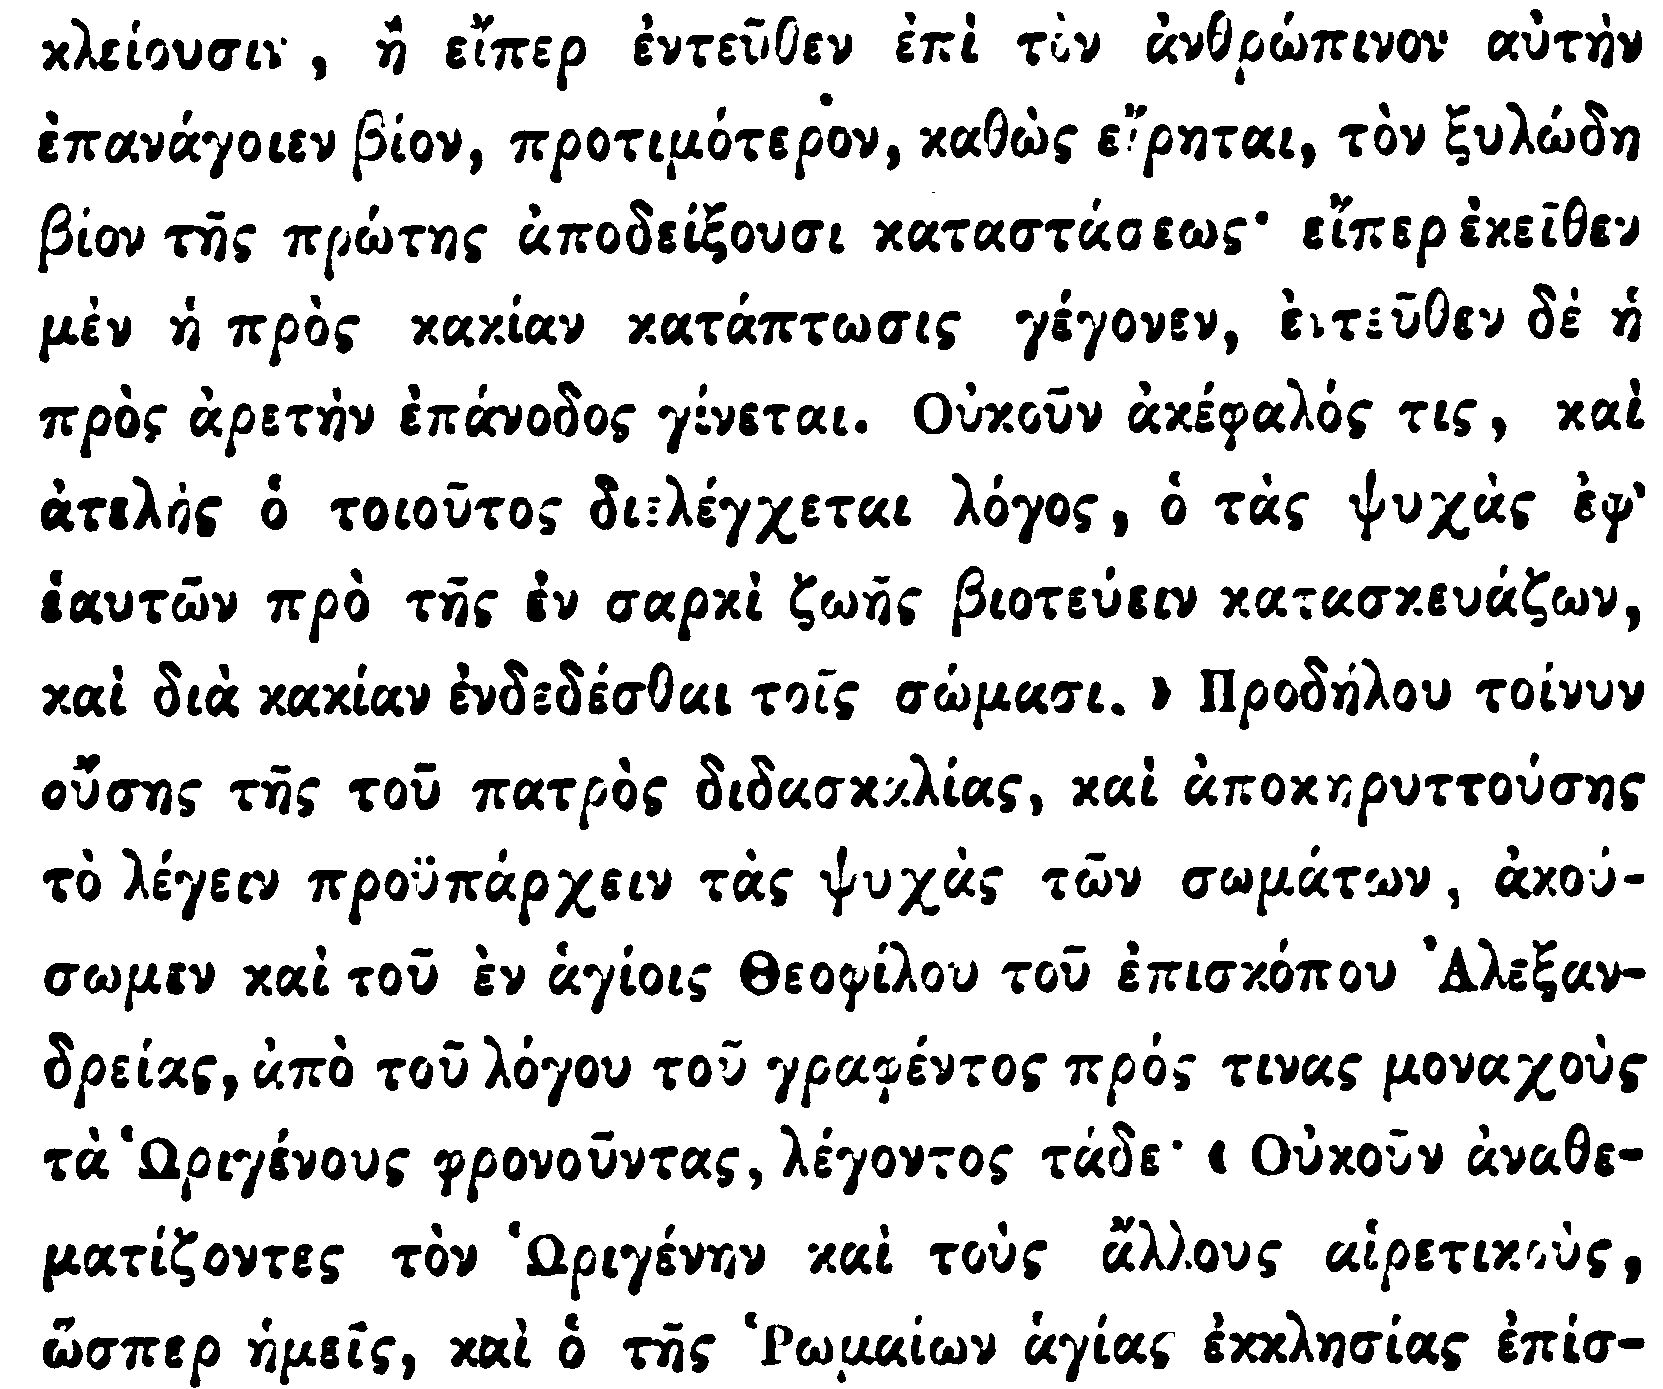 κλείουσιν, ἢ εἴπερ ἐντεῦθεν ἐπὶ τὸν ἀνθρώπινον αὐτὴν
ἐπανάγοιεν βίον, προτιμότερον, καθὼς εἴρηται, τὸν ξυλώδη
βίον τῆς πρώτης ἀποδείξουσι καταστάσεως· εἴπερ ἐκεῖθεν
μὲν ἡ πρὸς κακίαν κατάπτωσις γέγονεν, ἐντεῦθεν δὲ ἡ
πρὸς ἀρετὴν ἐπάνοδος γίνεται. Οὐκοῦν ἀκέφαλός τις, καὶ
ἀτελὴς ὁ τοιοῦτος διελέγχεται λόγος, ὁ τὰς ψυχὰς ἐφ'
ἑαυτῶν πρὸ τῆς ἐν σαρκὶ ζωῆς βιοτεύειν κατασκευάζων,
καὶ διὰ κακίαν ἐνδεδέσθαι τοῖς σώμασι. » Προδήλου τοίνυν
οὔσης τῆς τοῦ πατρὸς διδασκαλίας, καὶ ἀποκηρυττούσης
τὸ λέγειν προϋπάρχειν τὰς ψυχὰς τῶν σωμάτων, ἀκού-
σωμεν καὶ τοῦ ἐν ἁγίοις Θεοφίλου τοῦ ἐπισκόπου Ἀλεξαν-
δρείας, ἀπὸ τοῦ λόγου τοῦ γραφέντος πρός τινας μοναχοὺς
τὰ Ὠριγένους φρονοῦντας, λέγοντος τάδε· « Οὐκοῦν ἀναθε-
ματίζοντες τὸν Ὠριγένην καὶ τοὺς ἄλλους αἱρετικοὺς,
ὥσπερ ἡμεῖς, καὶ ὁ τῆς Ῥωμαίων ἁγίας ἐκκλησίας ἐπίσ-